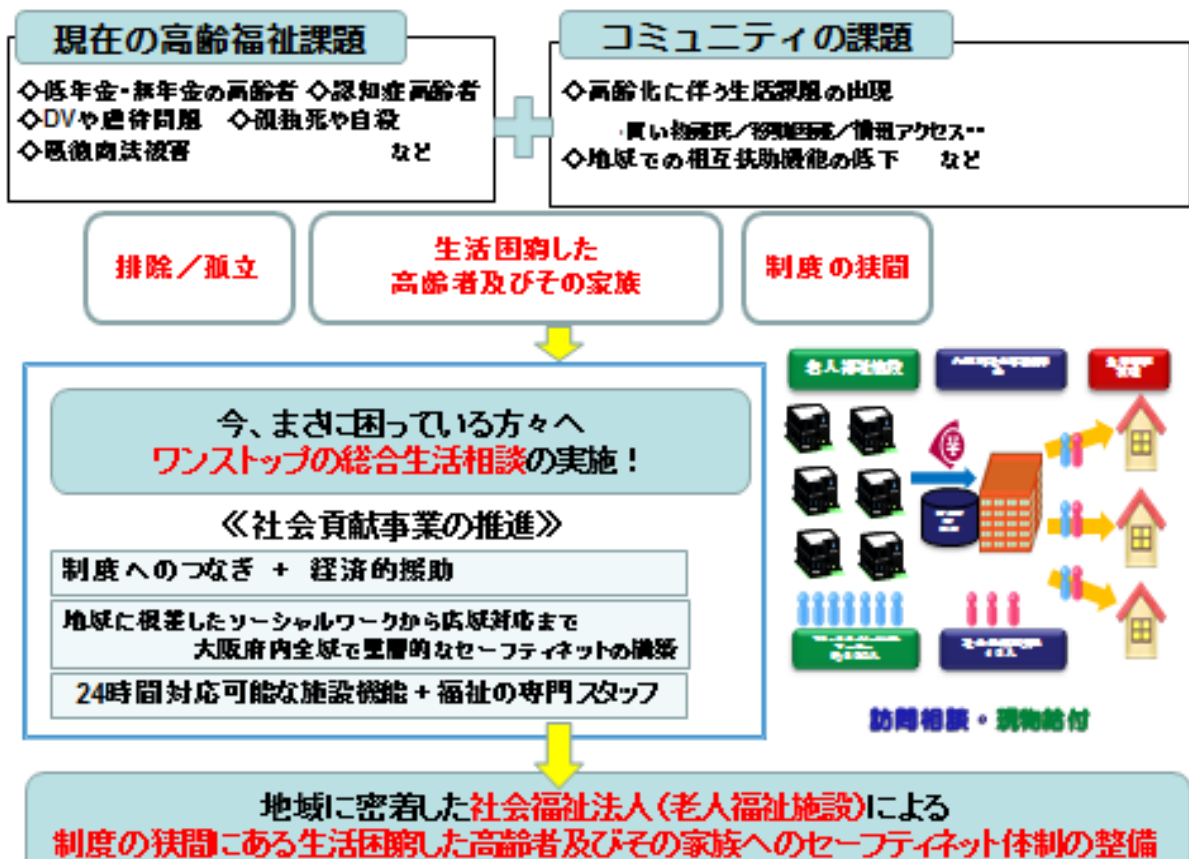 現在の高齢福祉課題
◇低年金・無年金の高齢者 ◇認知症高齢者
◇DVや虐待問題 ◇孤独死や自殺
◇悪徳商法被害 など
コミュニティの課題
◇高齢化に伴う生活課題の出現
買い物難民／移動困難／情報アクセス・・
◇地域での相互扶助機能の低下 など
排除／孤立
生活困窮した
高齢者及びその家族
制度の狭間
今、まさに困っている方々へ
ワンストップの総合生活相談の実施！
≪社会貢献事業の推進≫
制度へのつなぎ + 経済的援助
地域に根差したソーシャルワークから広域対応まで
大阪府内全域で重層的なセーフティネットの構築
24時間対応可能な施設機能 + 福祉の専門スタッフ
老人福祉施設
¥
訪問相談・現物給付
地域に密着した社会福祉法人(老人福祉施設)による
制度の狭間にある生活困窮した高齢者及びその家族へのセーフティネット体制の整備